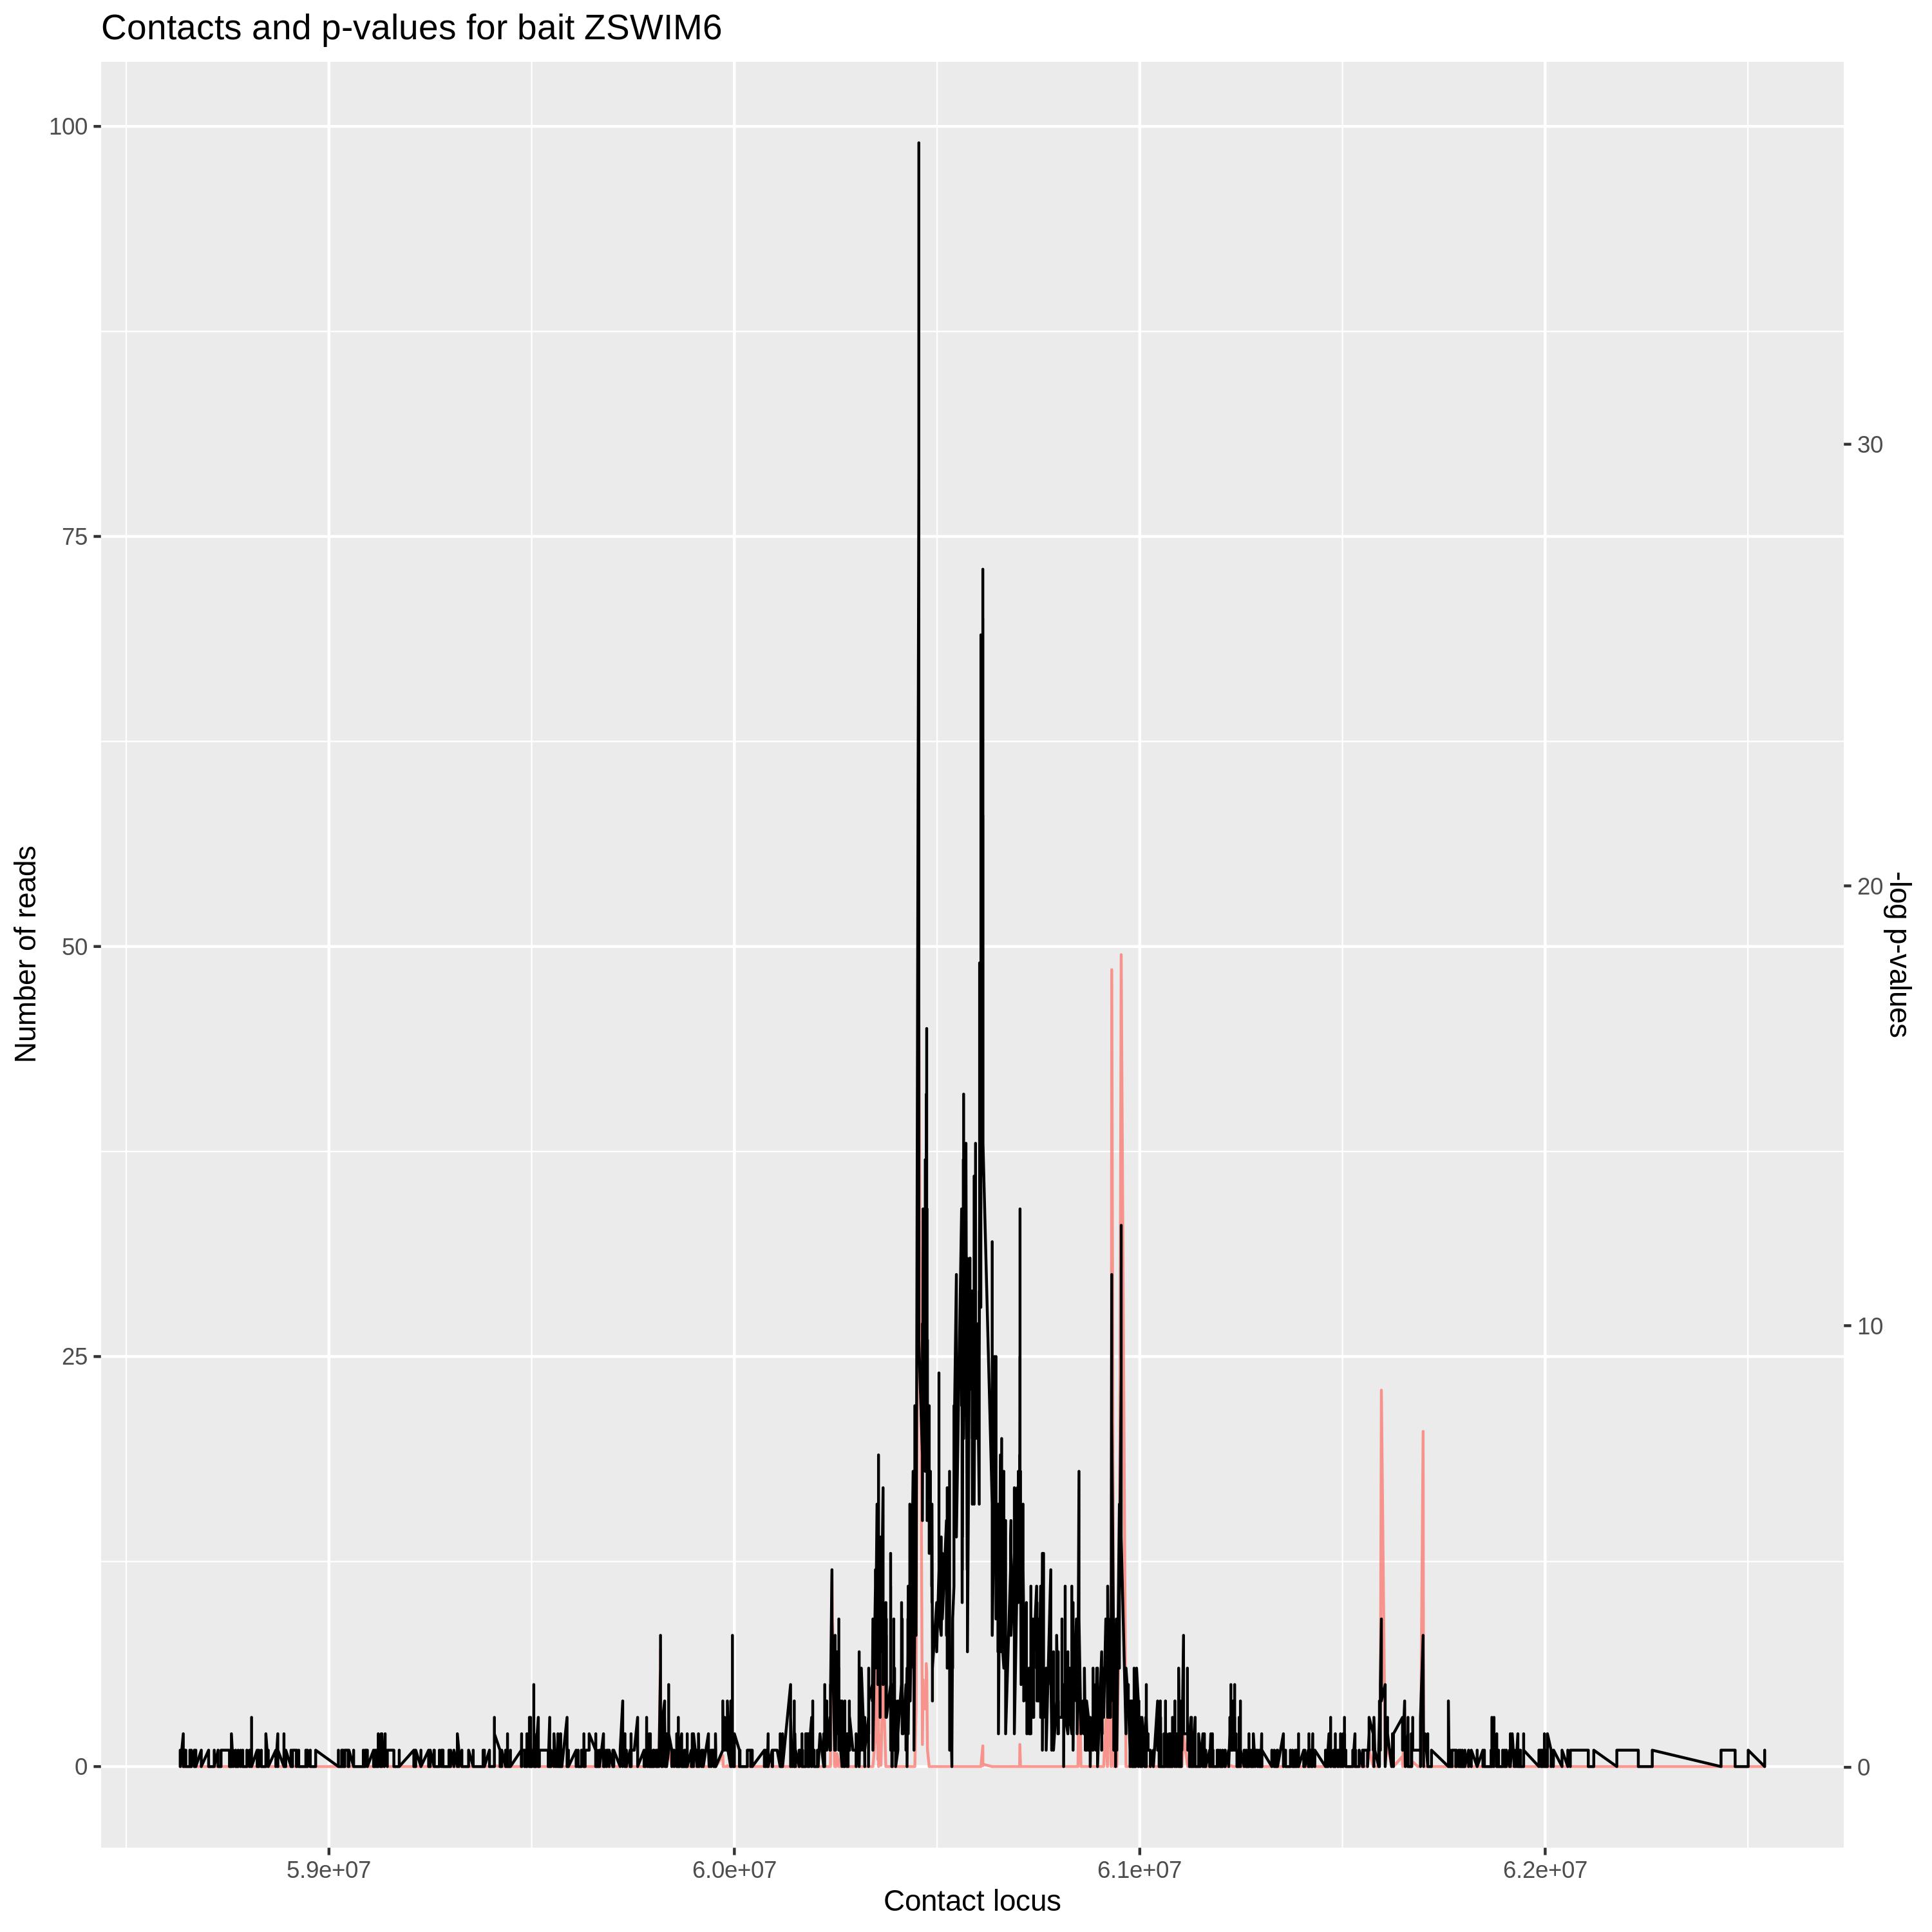 Contacts and p-values for bait ZSWIM6
100
75
50
25
0
Number of reads
30
20
10
0
-log p-values
5.9e+07 6.0e+07 6.1e+07 6.2e+07
Contact locus